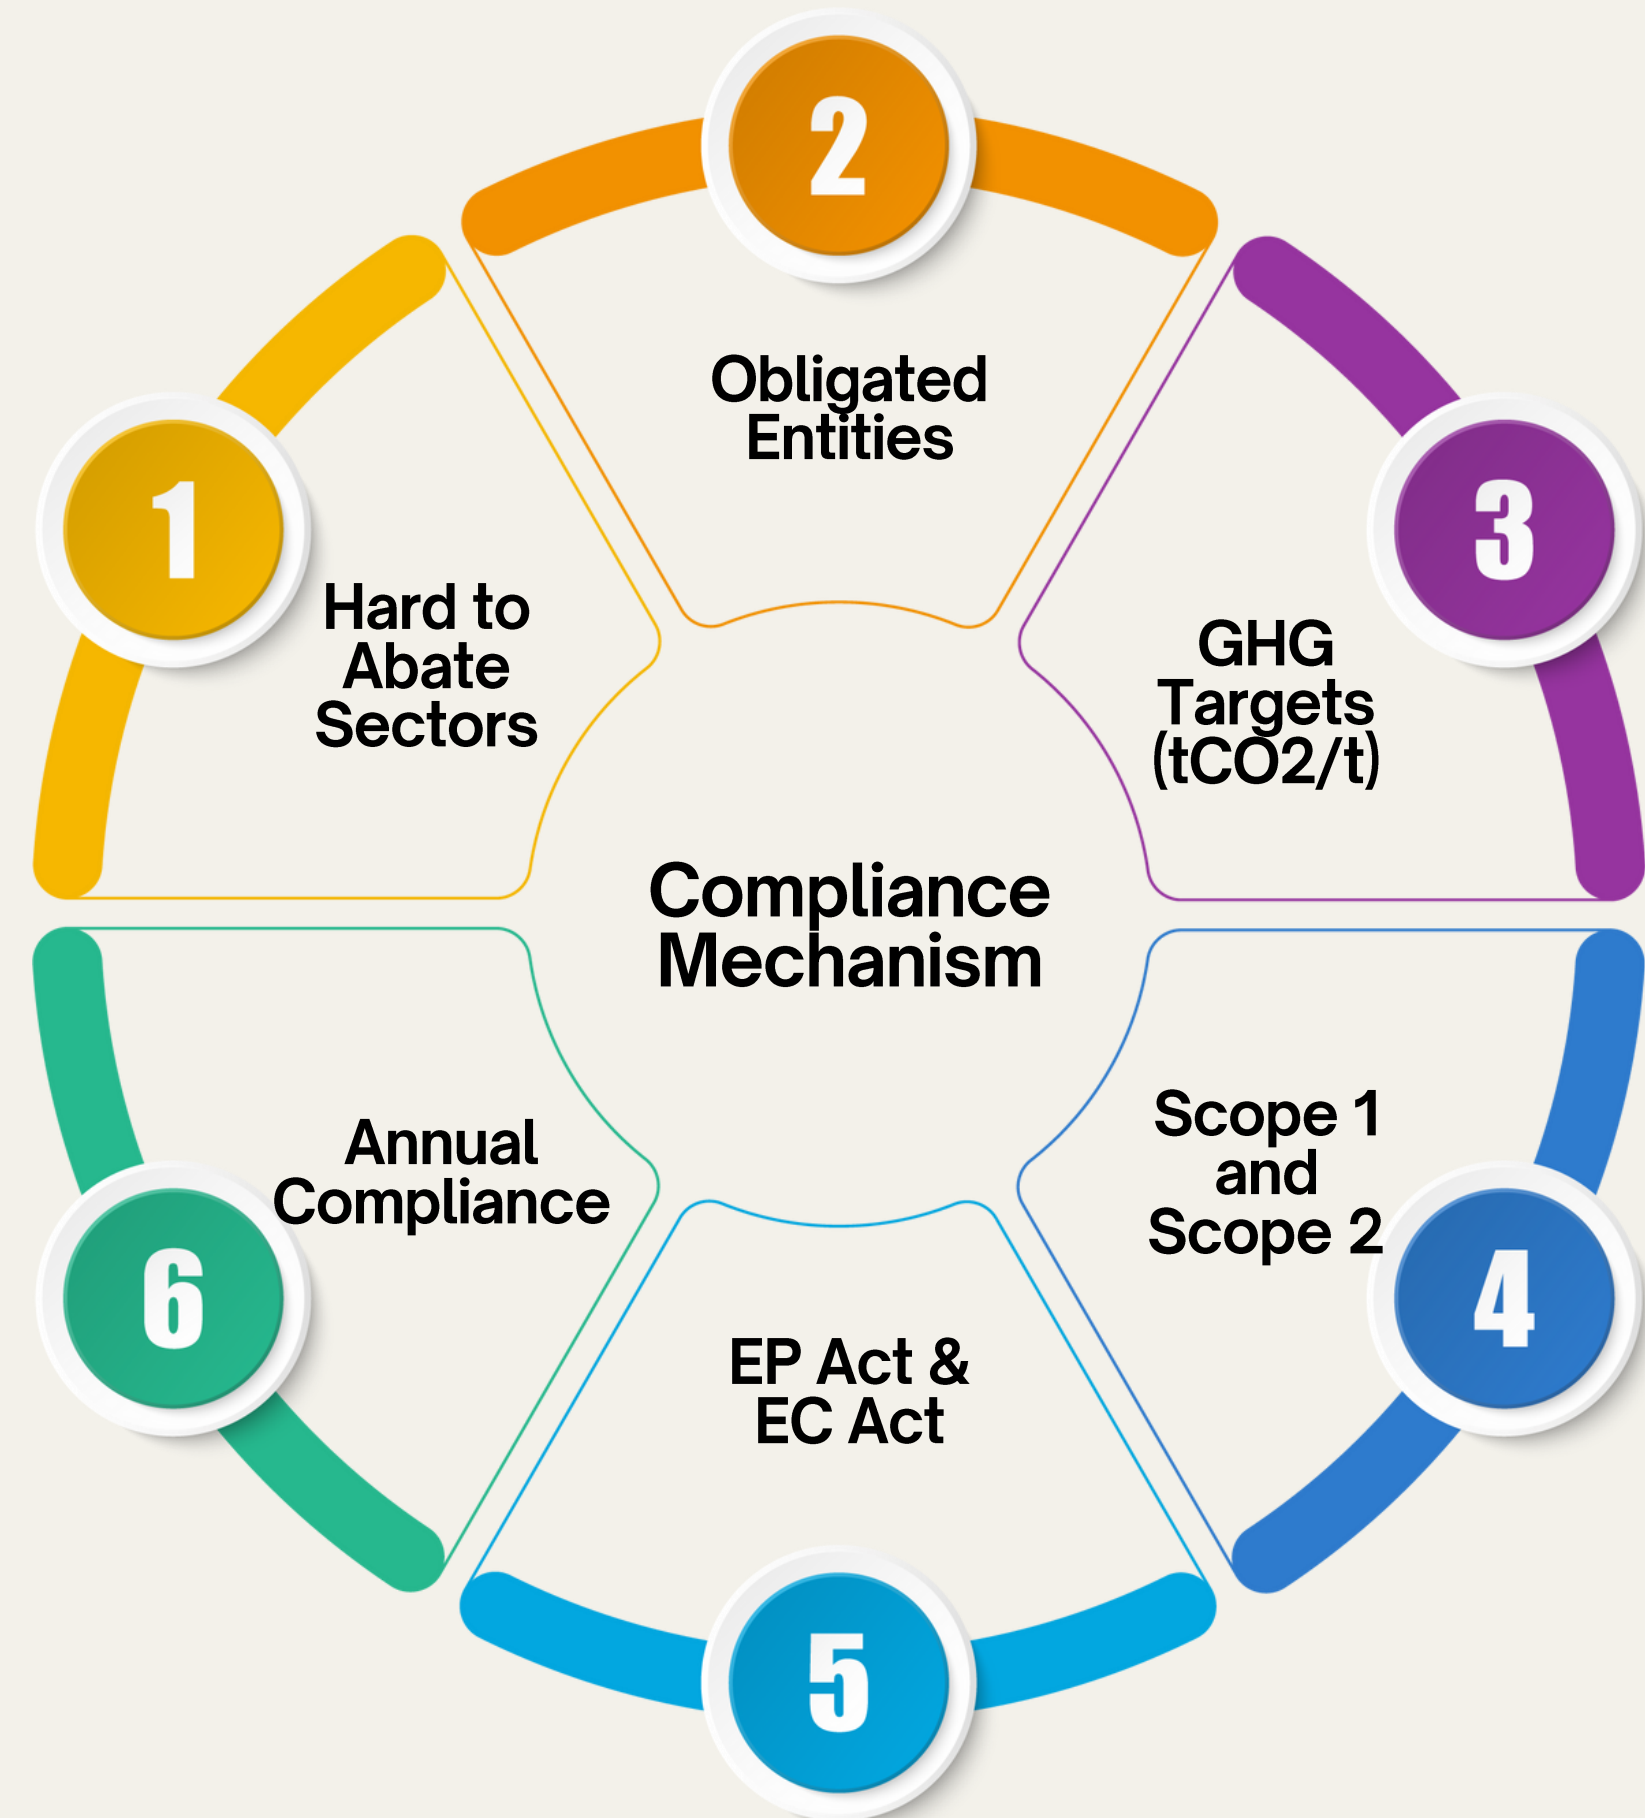 1
Hard to
Abate
Sectors
2
Obligated
Entities
3
GHG
Targets
(tCO2/t)
Compliance
Mechanism
4
Scope 1
and
Scope 2
5
EP Act &
EC Act
6
Annual
Compliance